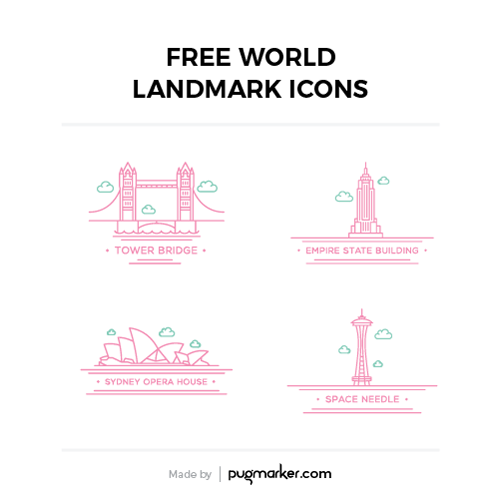 FREE WORLD
LANDMARK ICONS
• TOWER BRIDGE •
• EMPIRE STATE BUILDING •
• SYDNEY OPERA HOUSE •
• SPACE NEEDLE •
Made by | pugmarker.com